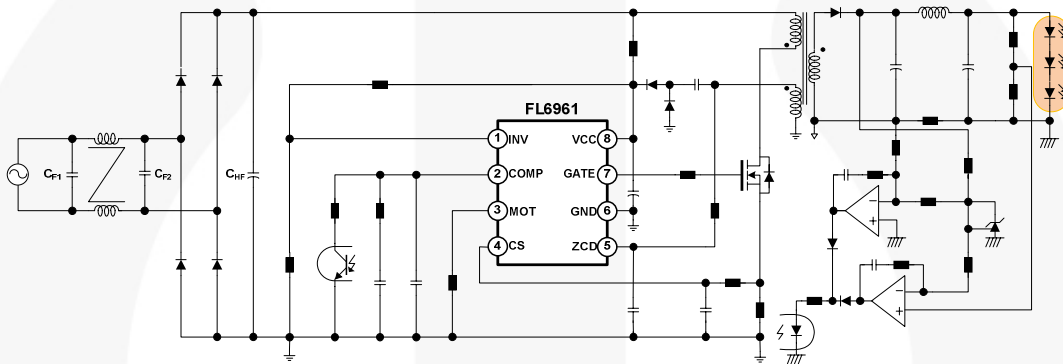 FL6961
1 INV VCC 8
2 COMP GATE 7
3 MOT GND 6
4 CS ZCD 5
CF1
CF2
CHF
− +
− +